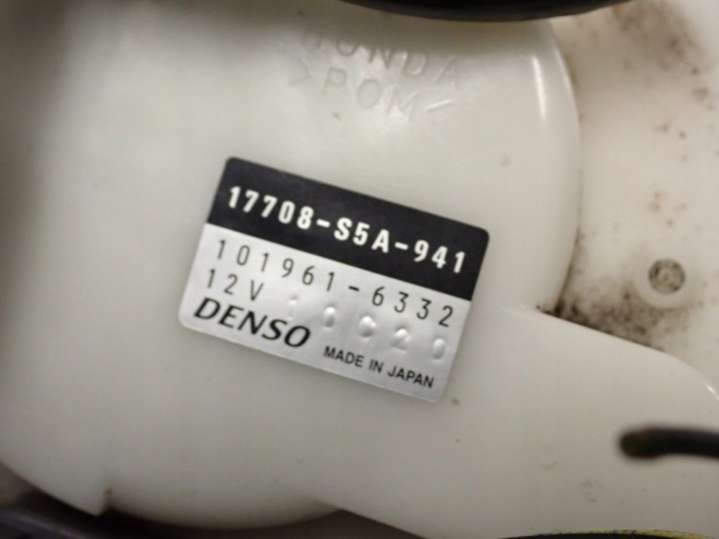 HONDA
>POM<
17708-S5A-941
101961-6332
12V
DENSO
MADE IN JAPAN